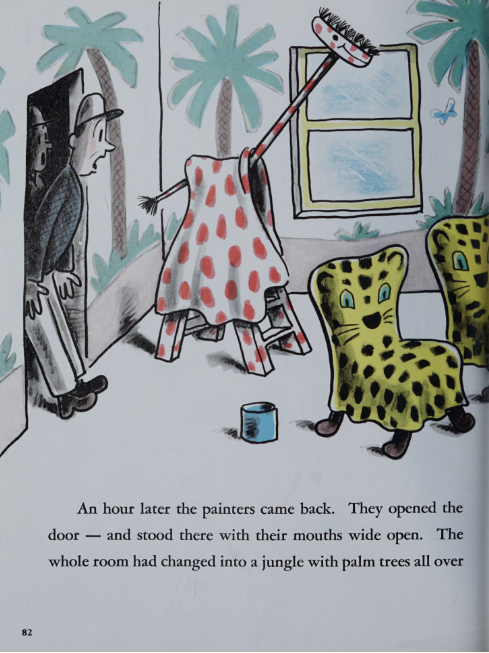 An hour later the painters came back. They opened the
door — and stood there with their mouths wide open. The
whole room had changed into a jungle with palm trees all over
82